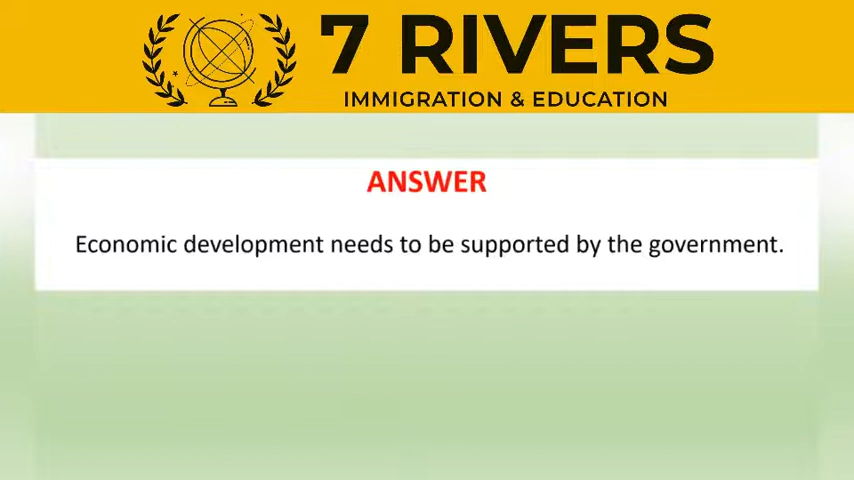 7 RIVERS
IMMIGRATION & EDUCATION
ANSWER
Economic development needs to be supported by the government.